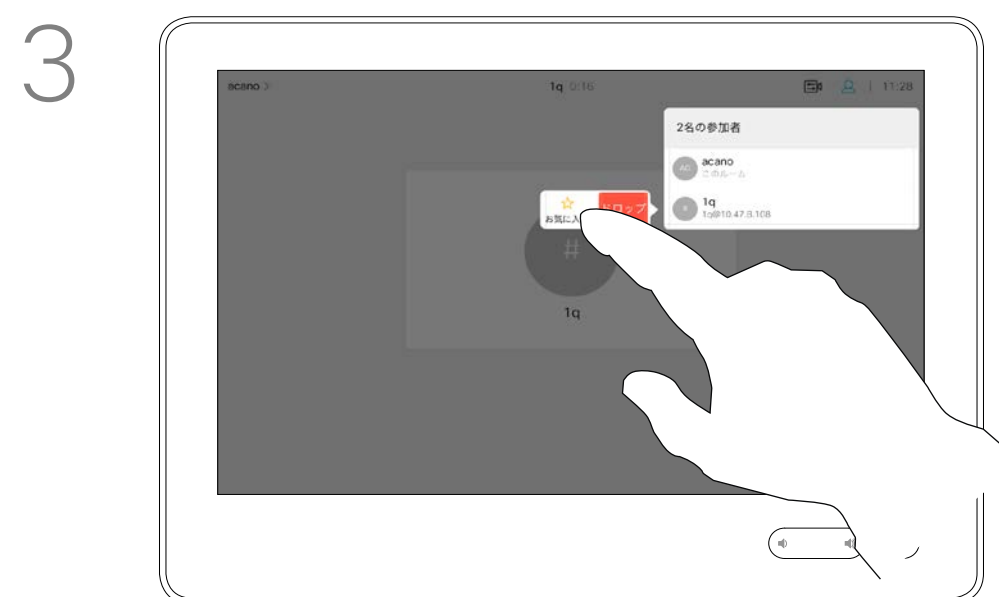 3
acano
1q 0:16
11:28
2名の参加者
AC
acano
このルーム
1q
1q@10.47.8.108
お気に入
ドロップ
#
1q